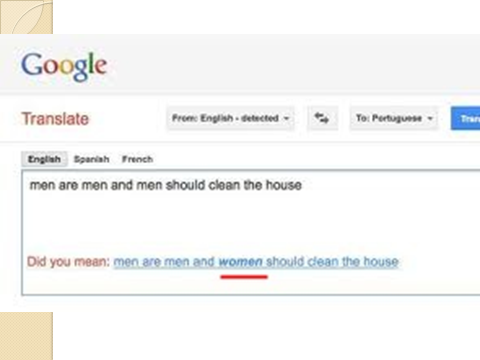 Google
Translate From: English - detected To: Portuguese
English Spanish French
men are men and men should clean the house
Did you mean: men are men and women should clean the house